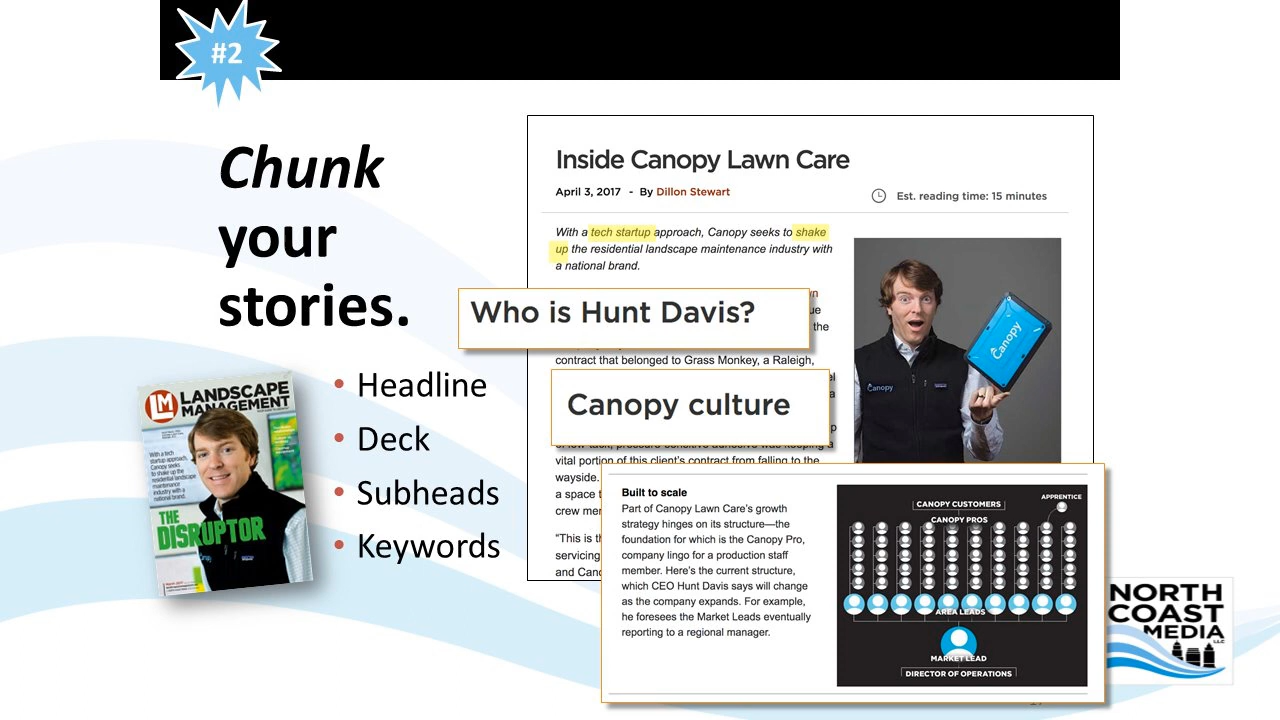 #2
Chunk
your
stories.
• Headline
• Deck
• Subheads
• Keywords
LM LANDSCAPE
MANAGEMENT
With a tech
startup approach,
Canopy seeks
to shake up the
residential landscape
maintenance
industry with a
national brand.
THE
DISRUPTOR
Inside Canopy Lawn Care
April 3, 2017 - By Dillon Stewart
Est. reading time: 15 minutes
With a tech startup approach, Canopy seeks to shake
up the residential landscape maintenance industry with
a national brand.
Who is Hunt Davis?
the
contract that belonged to Grass Monkey, a Raleigh,
Canopy culture
vital portion of this client's contract from falling to the
wayside.
a space
crew
"This is
servicing
and
Canopy
Canopy
Built to scale
Part of Canopy Lawn Care's growth
strategy hinges on its structure—the
foundation for which is the Canopy Pro,
company lingo for a production staff
member. Here's the current structure,
which CEO Hunt Davis says will change
as the company expands. For example,
he foresees the Market Leads eventually
reporting to a regional manager.
APPRENTICE
CANOPY CUSTOMERS
CANOPY PROS
AREA LEADS
MARKET LEAD
DIRECTOR OF OPERATIONS
NORTH
COAST
MEDIA
LLC